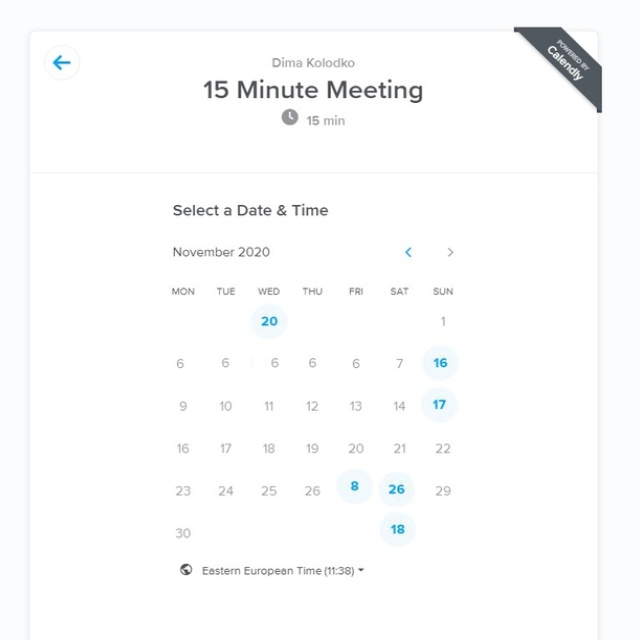 POWERED BY
Calendly
Dima Kolodko
15 Minute Meeting
15 min
Select a Date & Time
November 2020
MON TUE WED THU FRI SAT SUN
20 1
6 6 6 6 6 7 16
9 10 11 12 13 14 17
16 17 18 19 20 21 22
23 24 25 26 8 26 29
30 18
Eastern European Time (11:38)